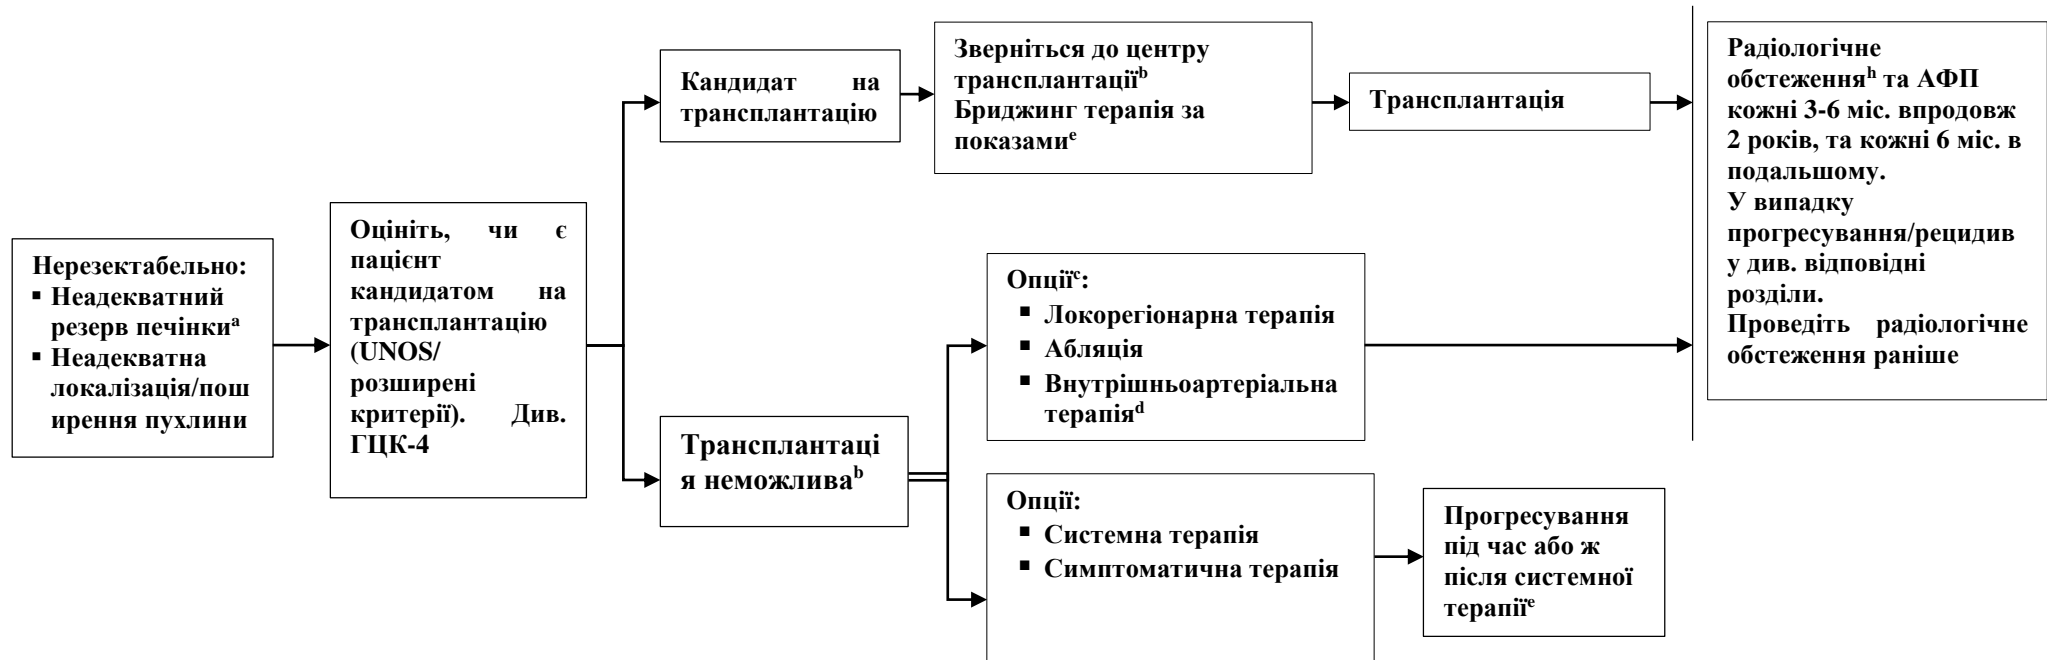 Нерезектабельно:
▪ Неадекватний
резерв печінкиᵃ
▪ Неадекватна
локалізація/пош
ирення пухлини
Оцініть, чи є
пацієнт
кандидатом на
трансплантацію
(UNOS/
розширені
критерії). Див.
ГЦК-4
Кандидат на
трансплантацію
Зверніться до центру
трансплантаціїᵇ
Бриджинг терапія за
показамиᵉ
Трансплантація
Радіологічне
обстеженняʰ та АФП
кожні 3-6 міс. впродовж
2 років, та кожні 6 міс. в
подальшому.
У випадку
прогресування/рецидив
у див. відповідні
розділи.
Проведіть радіологічне
обстеження раніше
Трансплантаці
я неможливаᵇ
Опціїᶜ:
▪ Локорегіонарна терапія
▪ Абляція
▪ Внутрішньоартеріальна
терапіяᵈ
Опції:
▪ Системна терапія
▪ Симптоматична терапія
Прогресування
під час або ж
після системної
терапіїᵉ